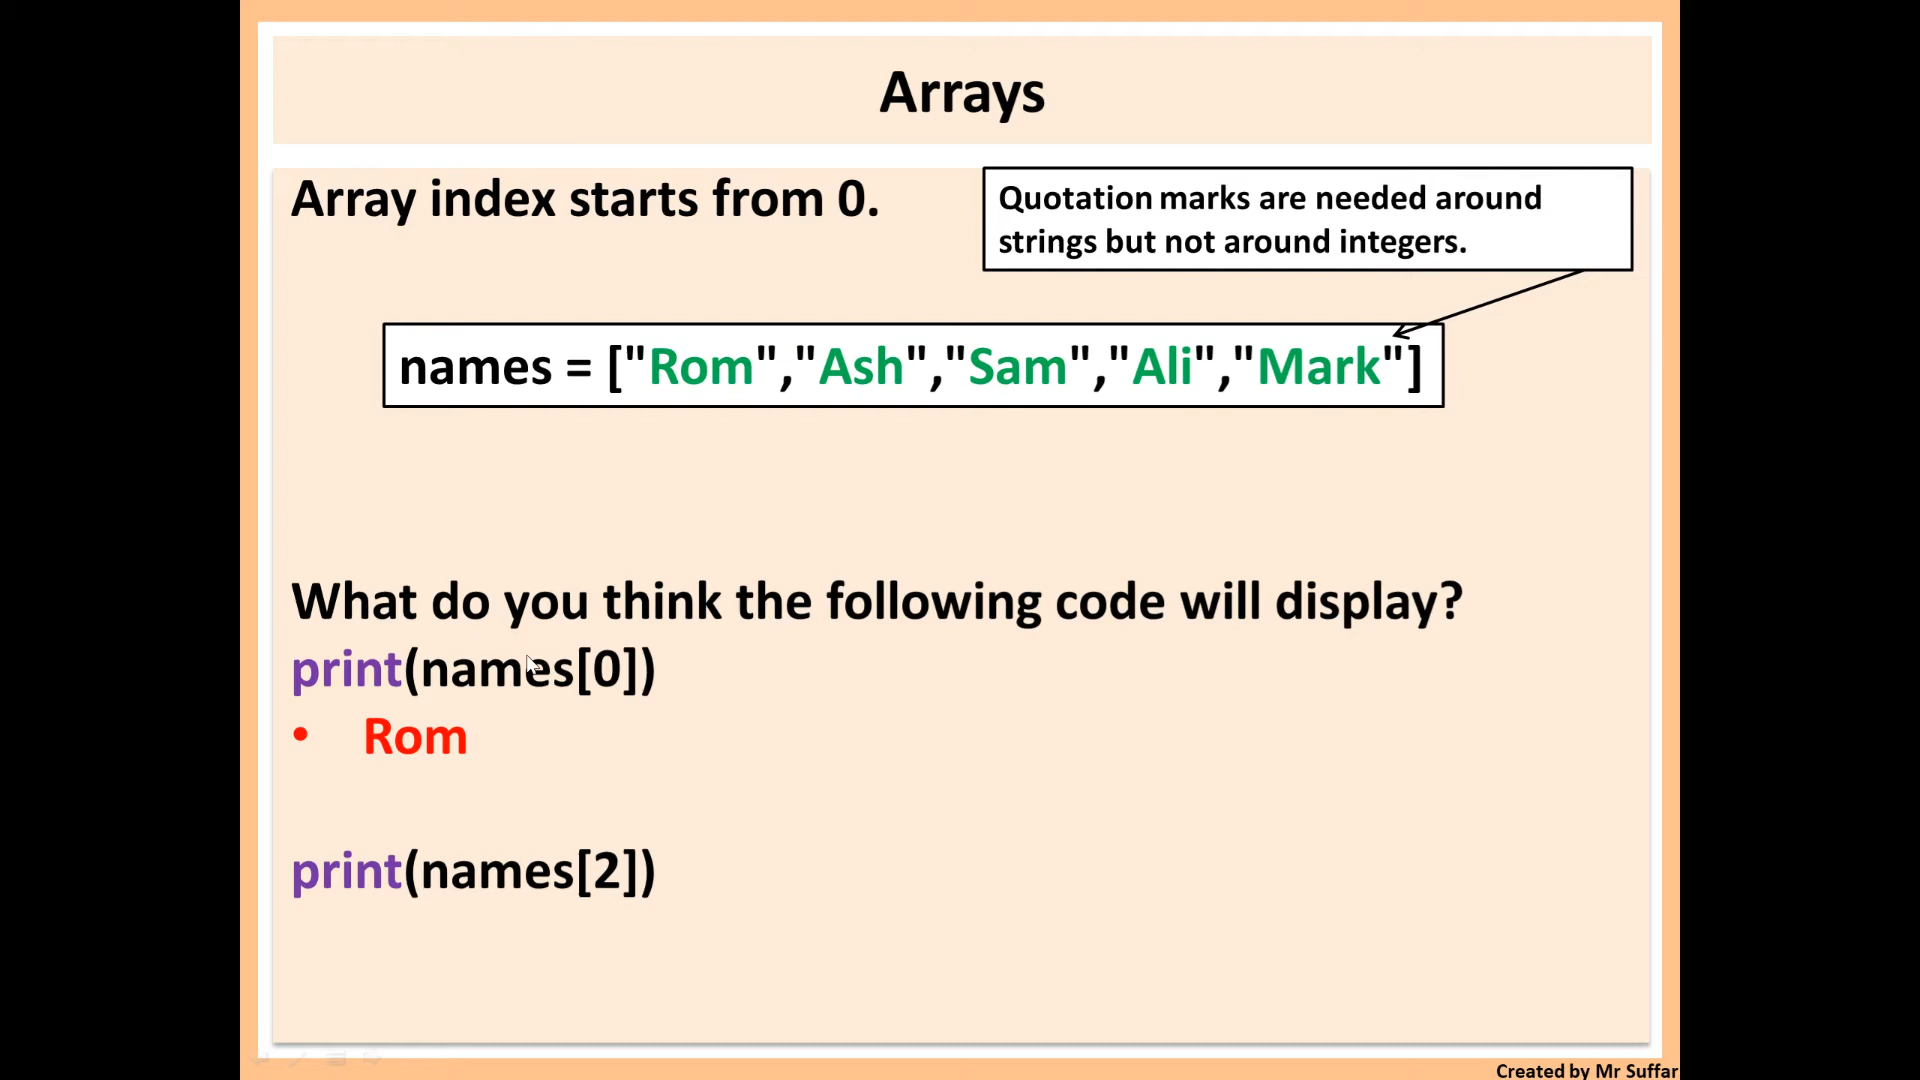 Arrays
Array index starts from 0.
Quotation marks are needed around
strings but not around integers.
names = ["Rom","Ash","Sam","Ali","Mark"]
What do you think the following code will display?
print(names[0])
• Rom
print(names[2])
Created by Mr Suffar